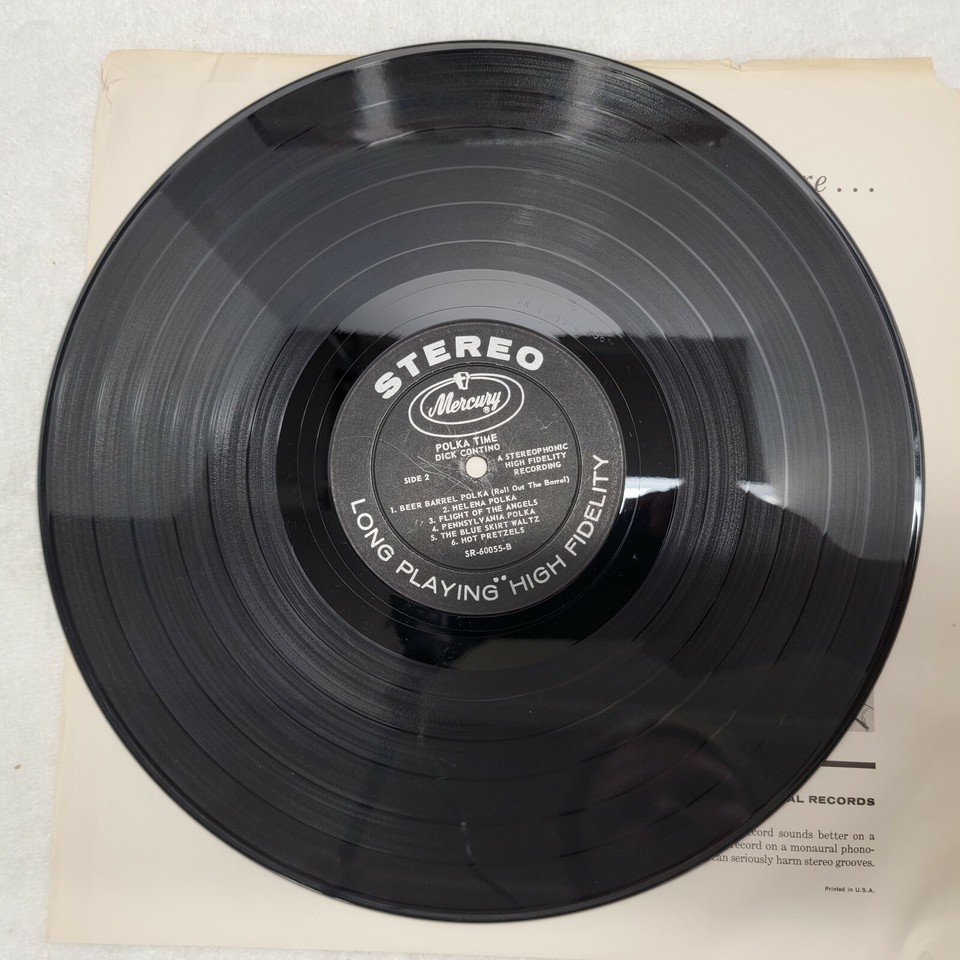 re...
STEREO
Mercury®
POLKA TIME
DICK CONTINO
SIDE 2
A STEREOPHONIC
HIGH FIDELITY
RECORDING
1. BEER BARREL POLKA (Roll Out The Barrel)
2. HELENA POLKA
3. FLIGHT OF THE ANGELS
4. PENNSYLVANIA POLKA
5. THE BLUE SKIRT WALTZ
6. HOT PRETZELS
SR-60055-B
LONG PLAYING HIGH FIDELITY
AL RECORDS
ecord sounds better on a
record on a monaural phono-
can seriously harm stereo grooves.
Printed in U.S.A.